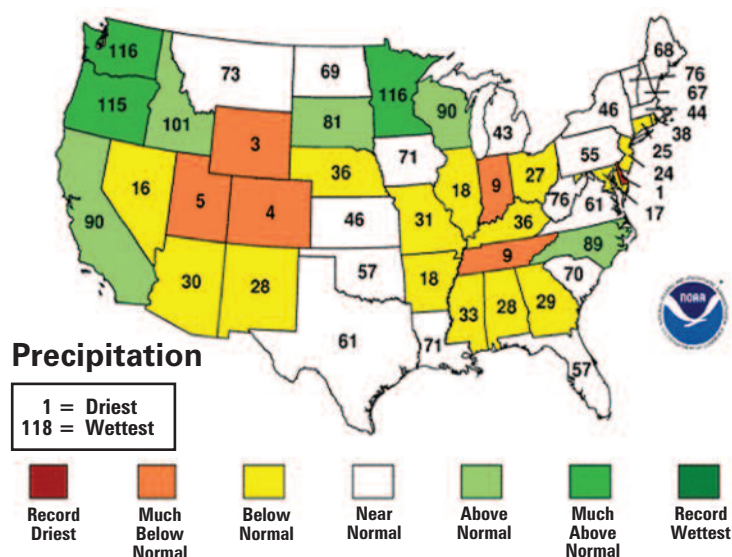 116
115
101
73
69
116
90
81
3
36
71
43
68
76
67
46
44
38
55
25
24
1
17
16
5
4
46
31
18
9
27
76
61
36
90
30
28
57
18
9
89
70
61
71
33
28
29
57
NOAA
Precipitation
1 = Driest
118 = Wettest
Record
Driest
Much
Below
Normal
Below
Normal
Near
Normal
Above
Normal
Much
Above
Normal
Record
Wettest